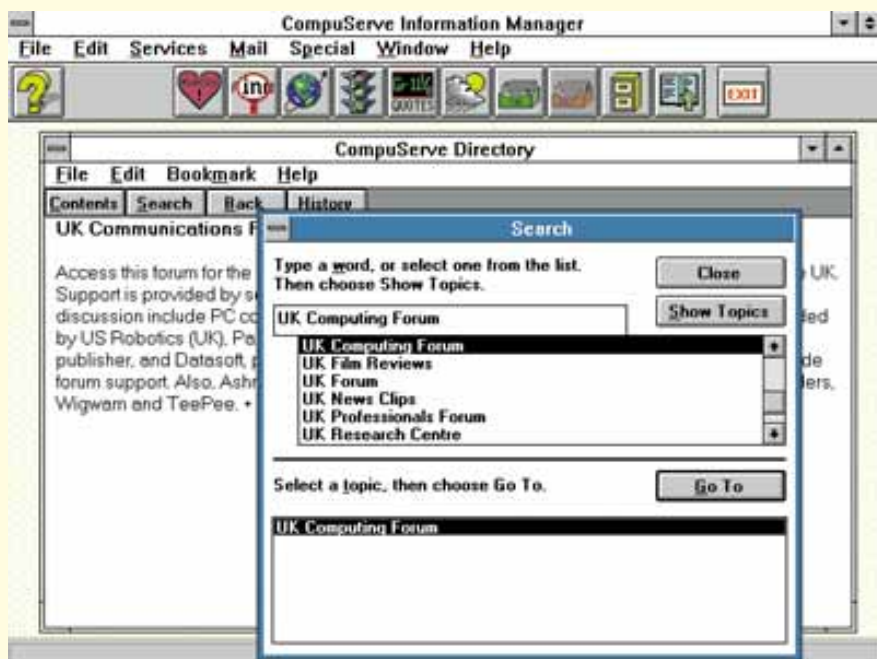 CompuServe Information Manager
File Edit Services Mail Special Window Help
? ! inq QUOTES EXIT
CompuServe Directory
File Edit Bookmark Help
Contents Search Back History
UK Communications F
Search
Access this forum for the
UK.
Support is provided by s
discussion include PC co
ded
by US Robotics (UK), Pa
publisher, and Datasoft, p
de
forum support. Also, Ashm
ers,
Wigwam and TeePee. •
Type a word, or select one from the list.
Then choose Show Topics.
Close
Show Topics
UK Computing Forum
UK Computing Forum
UK Film Reviews
UK Forum
UK News Clips
UK Professionals Forum
UK Research Centre
Select a topic, then choose Go To.
Go To
UK Computing Forum